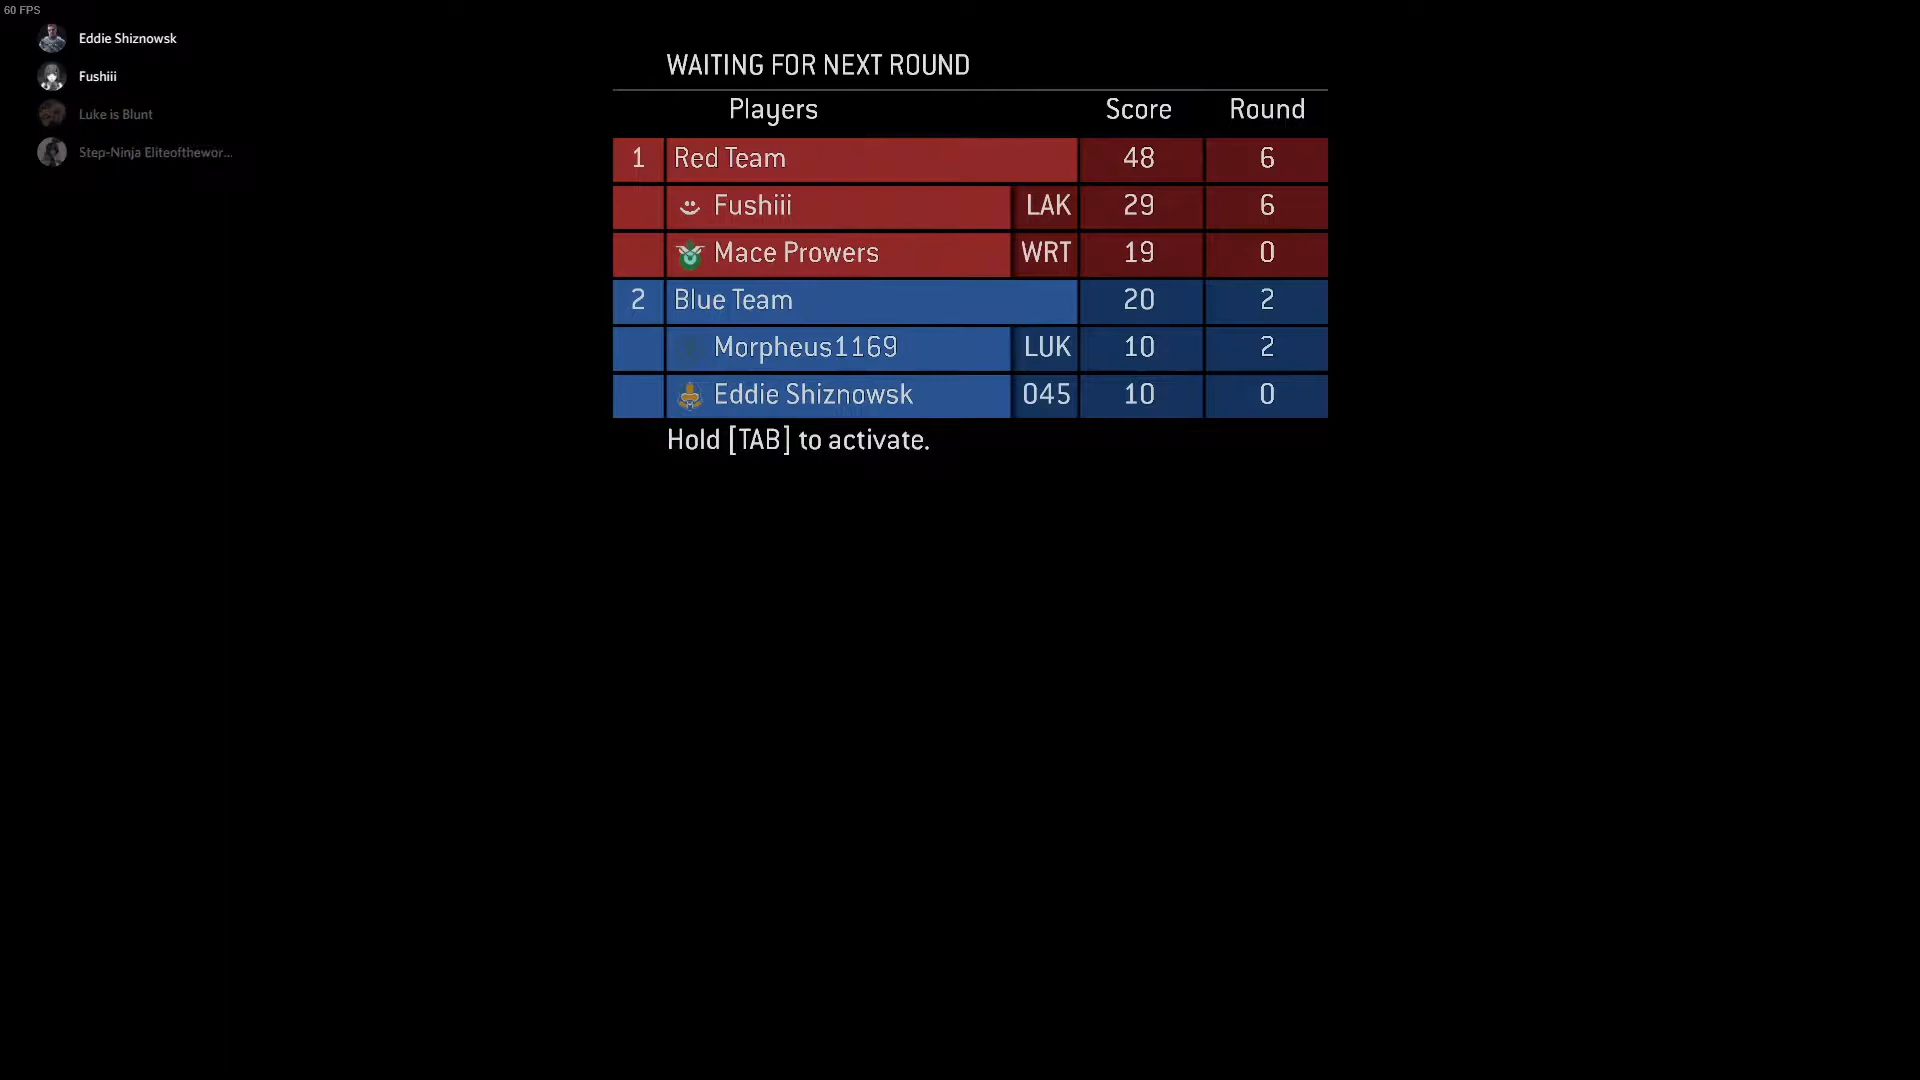 60 FPS
Eddie Shiznowsk
Fushiii
Luke is Blunt
Step-Ninja Eliteofthewor...
WAITING FOR NEXT ROUND
Players Score Round
1 Red Team 48 6
Fushiii LAK 29 6
Mace Prowers WRT 19 0
2 Blue Team 20 2
Morpheus1169 LUK 10 2
Eddie Shiznowsk 045 10 0
Hold [TAB] to activate.